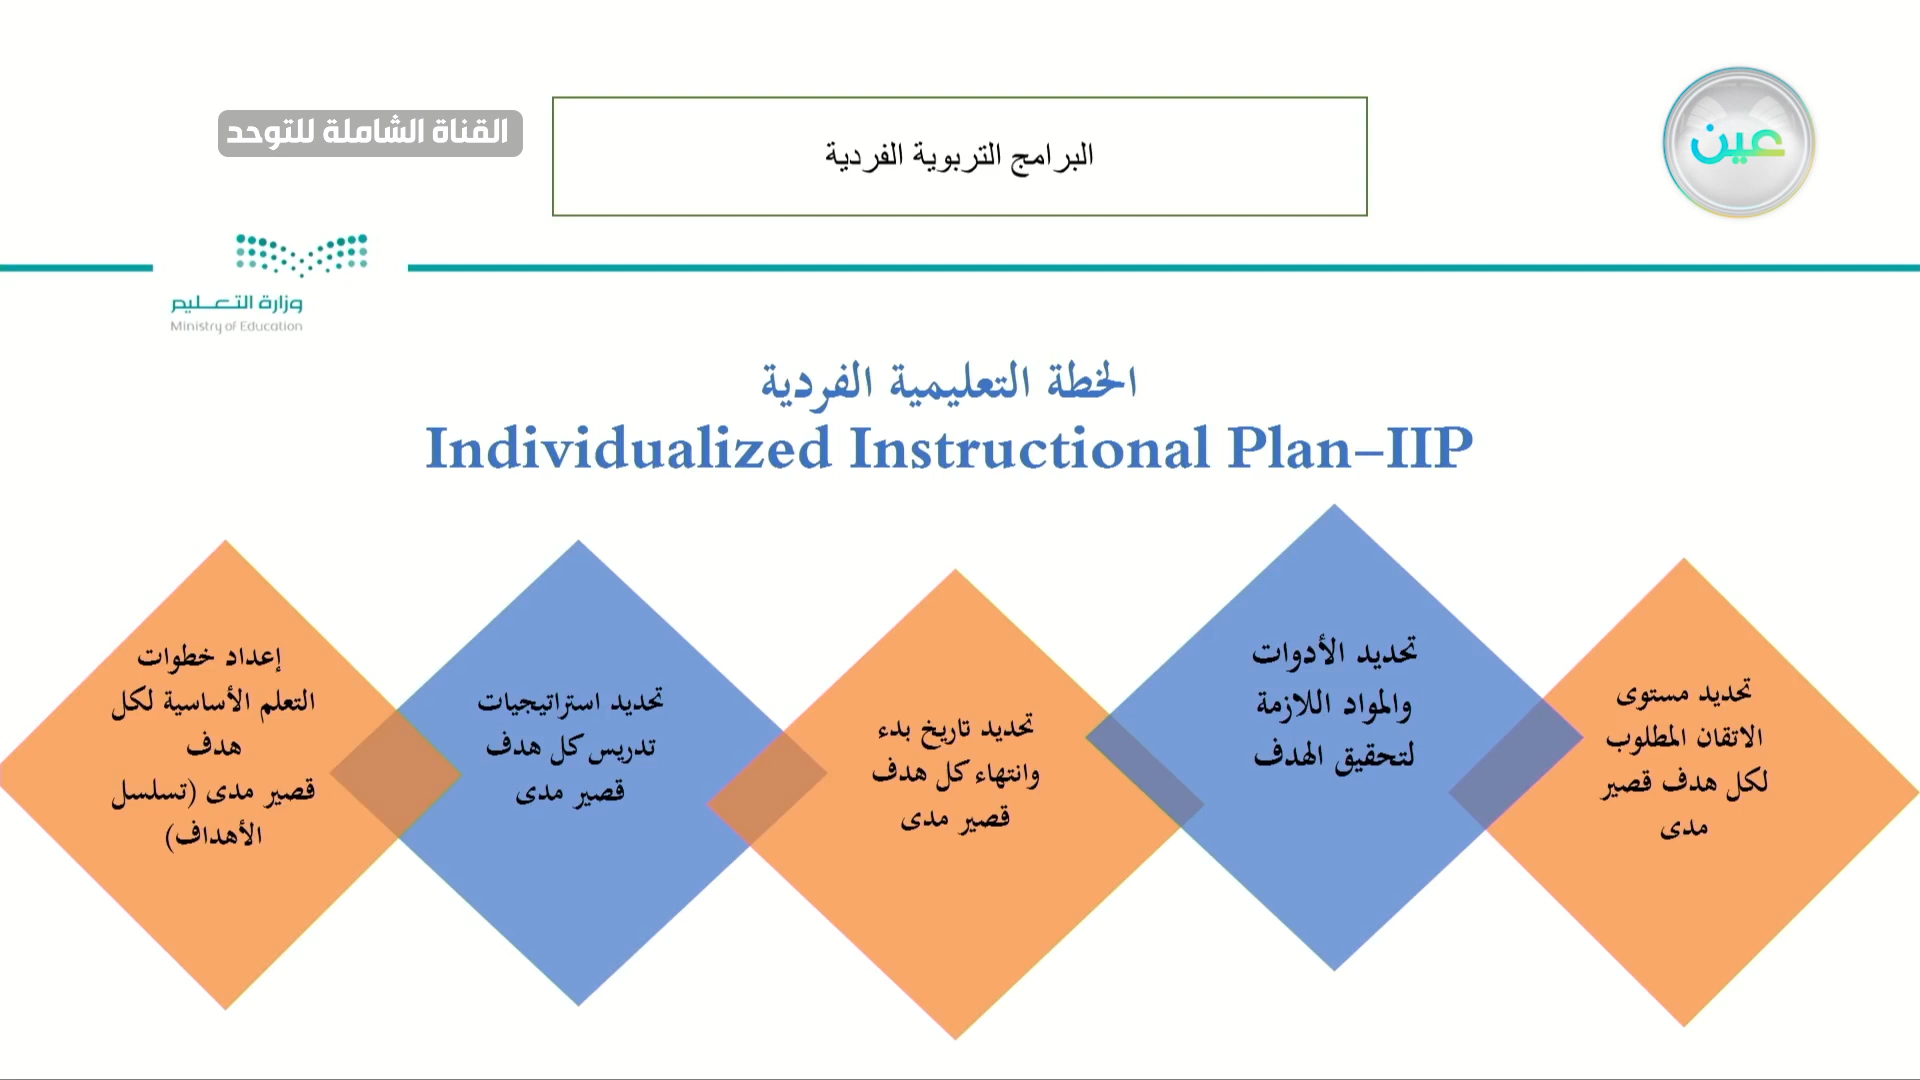 عين
البرامج التربوية الفردية
القناة الشاملة للتوحد
وزارة التعـــليم
Ministry of Education
الخطة التعليمية الفردية
Individualized Instructional Plan–IIP
تحديد مستوى
الاتقان المطلوب
لكل هدف قصير
مدى
تحديد الأدوات
والمواد اللازمة
لتحقيق الهدف
تحديد تاريخ بدء
وانتهاء كل هدف
قصير مدى
تحديد استراتيجيات
تدريس كل هدف
قصير مدى
إعداد خطوات
التعلم الأساسية لكل
هدف
قصير مدى (تسلسل
الأهداف)